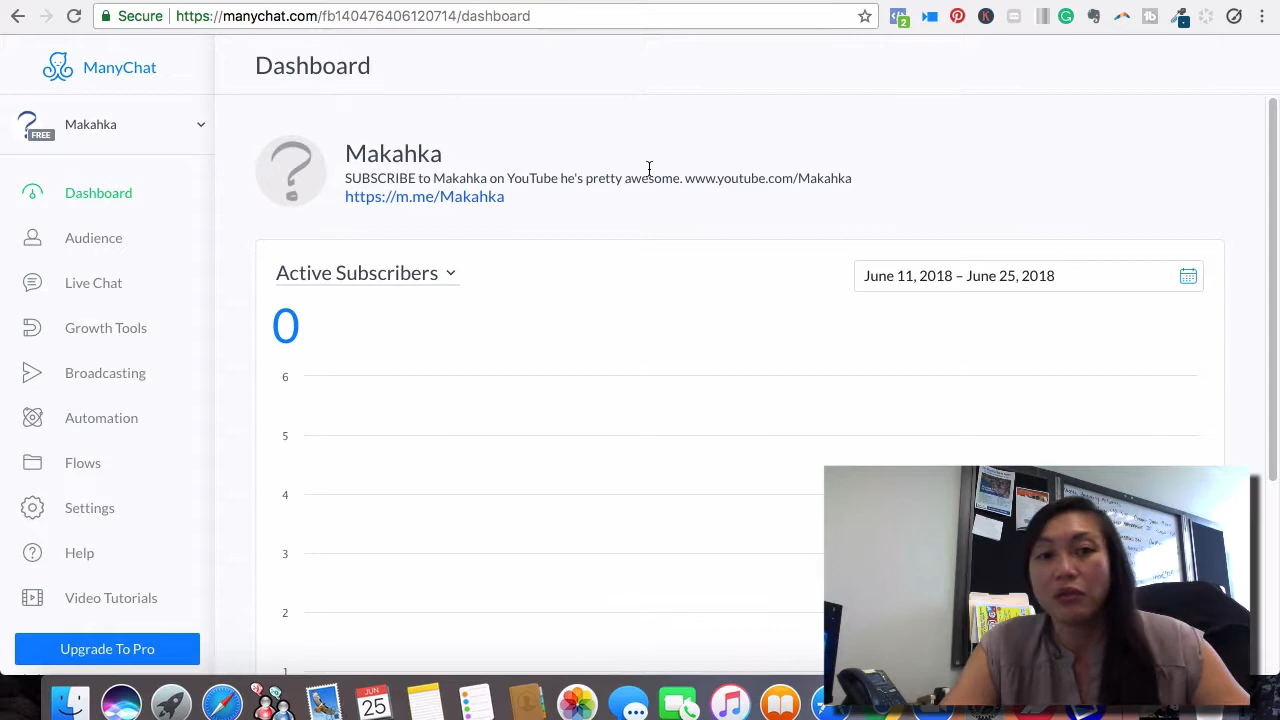 Secure https://manychat.com/fb140476406120714/dashboard
2
ManyChat
Dashboard
FREE
Makahka
Makahka
SUBSCRIBE to Makahka on YouTube he's pretty awesome. www.youtube.com/Makahka
https://m.me/Makahka
Dashboard
Audience
Live Chat
Growth Tools
Broadcasting
Automation
Flows
Settings
Help
Video Tutorials
Upgrade To Pro
Active Subscribers
June 11, 2018 – June 25, 2018
0
6
5
4
3
2
1
JUN
25